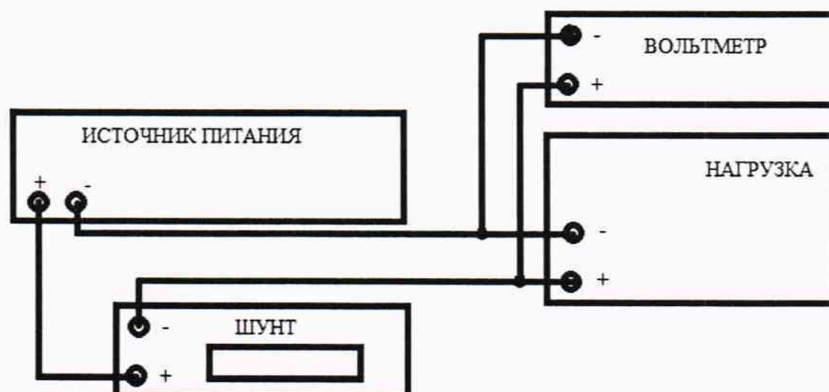 -
ВОЛЬТМЕТР
+
ИСТОЧНИК ПИТАНИЯ
+ -
НАГРУЗКА
-
+
- ШУНТ
+